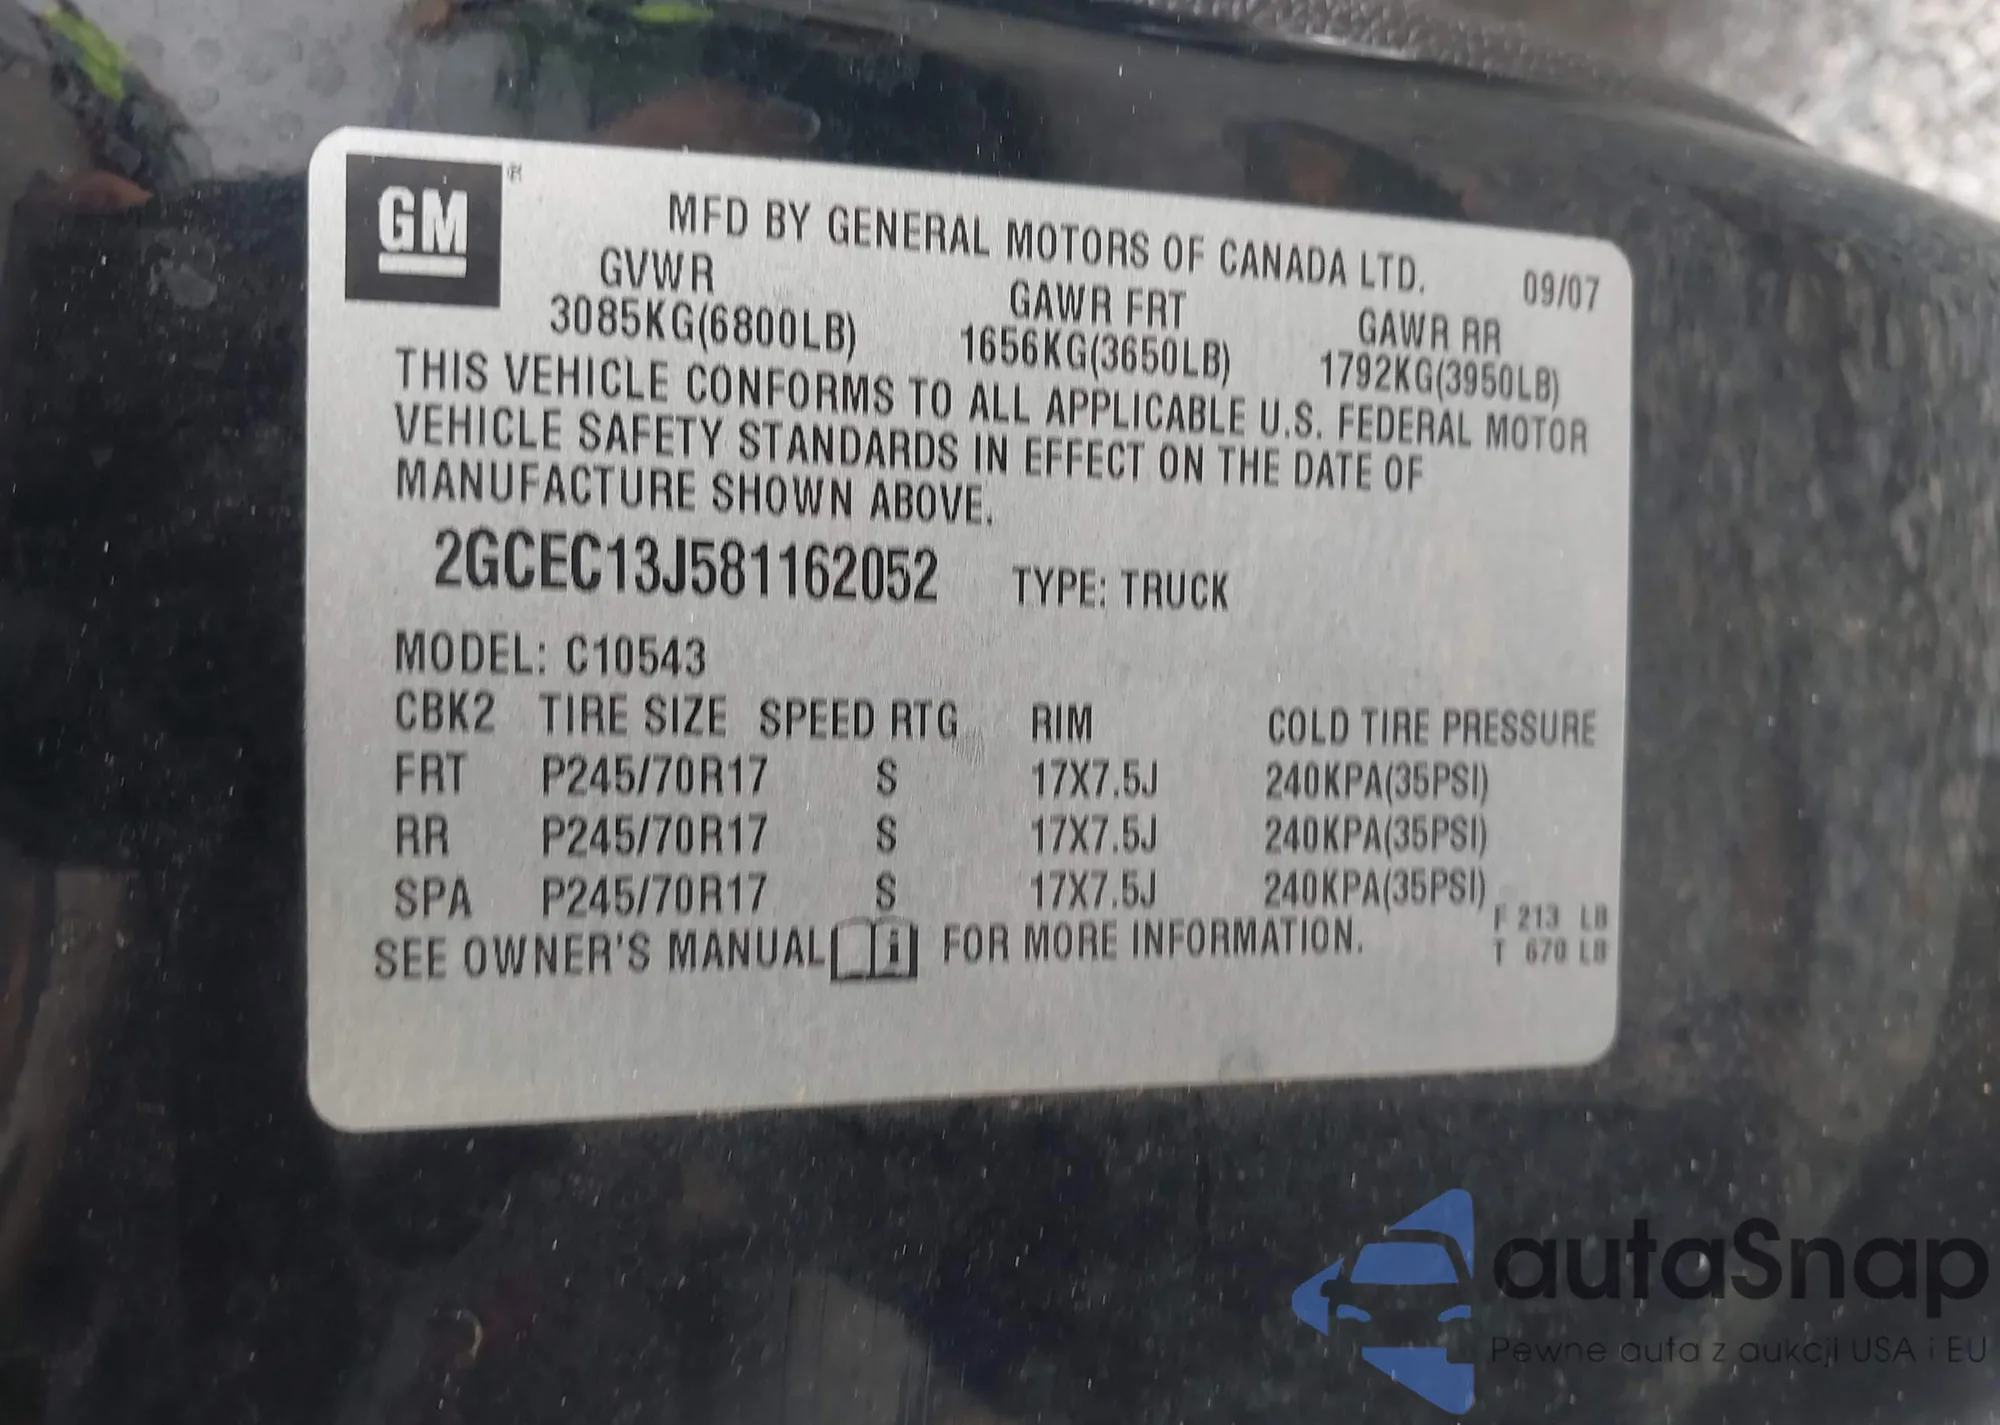 GM ®
MFD BY GENERAL MOTORS OF CANADA LTD.
09/07
GVWR GAWR FRT GAWR RR
3085KG(6800LB) 1656KG(3650LB) 1792KG(3950LB)
THIS VEHICLE CONFORMS TO ALL APPLICABLE U.S. FEDERAL MOTOR
VEHICLE SAFETY STANDARDS IN EFFECT ON THE DATE OF
MANUFACTURE SHOWN ABOVE.
2GCEC13J581162052 TYPE: TRUCK
MODEL: C10543
CBK2 TIRE SIZE SPEED RTG RIM COLD TIRE PRESSURE
FRT P245/70R17 S 17X7.5J 240KPA(35PSI)
RR P245/70R17 S 17X7.5J 240KPA(35PSI)
SPA P245/70R17 S 17X7.5J 240KPA(35PSI)
F 213 LB
T 670 LB
SEE OWNER'S MANUAL i FOR MORE INFORMATION.
autaSnap
Pewne auta z aukcji USA i EU